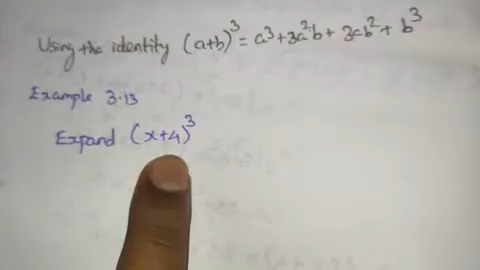 Using the identity (a+b)³ = a³+3a²b+3ab²+b³
Example 3.13
Expand (x+4)³